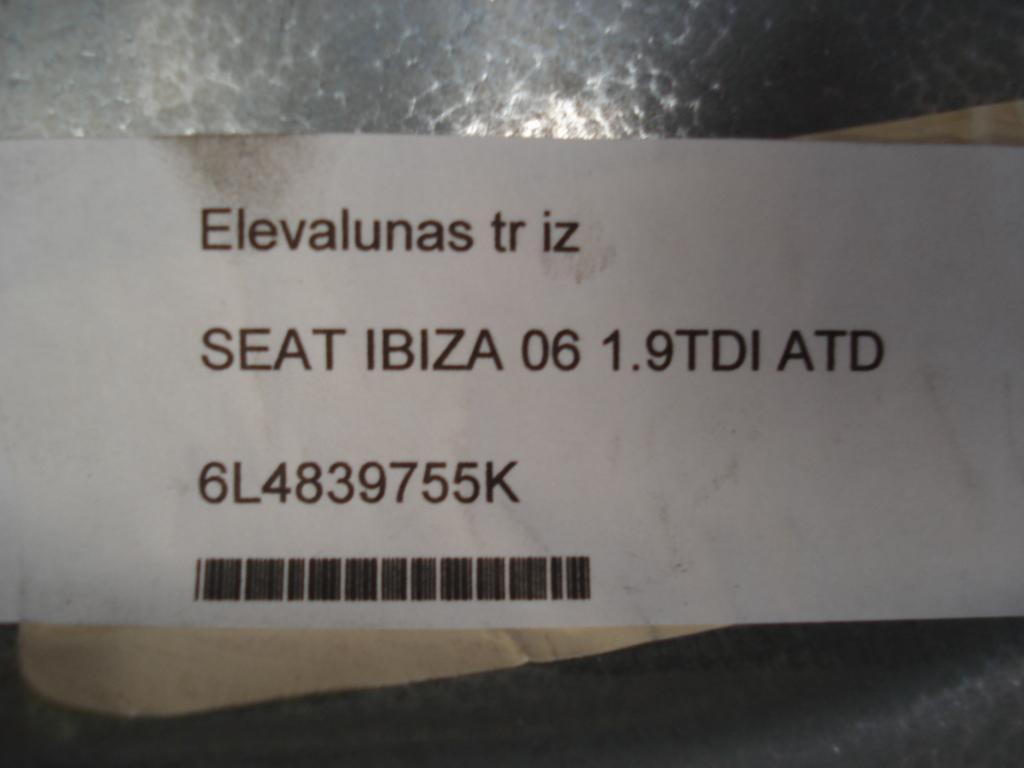 Elevalunas tr iz
SEAT IBIZA 06 1.9TDI ATD
6L4839755K